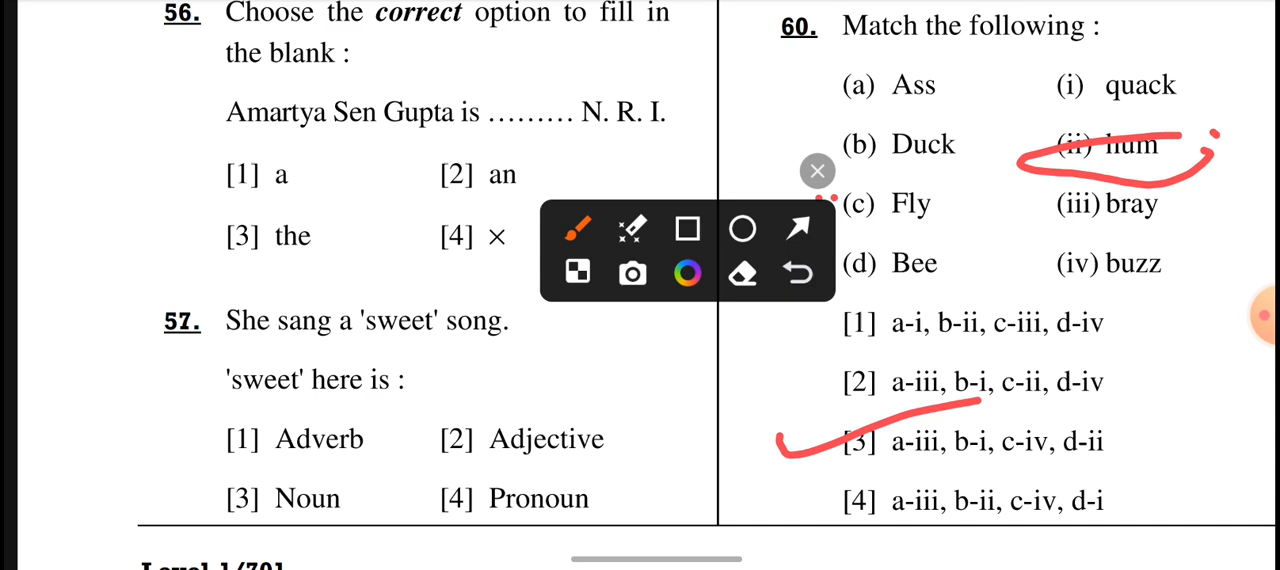 56. Choose the correct option to fill in
the blank :
Amartya Sen Gupta is ......... N. R. I.
[1] a [2] an
[3] the [4] ×
57. She sang a 'sweet' song.
'sweet' here is :
[1] Adverb [2] Adjective
[3] Noun [4] Pronoun
60. Match the following :
(a) Ass (i) quack
(b) Duck (ii) hum
(c) Fly (iii) bray
(d) Bee (iv) buzz
[1] a-i, b-ii, c-iii, d-iv
[2] a-iii, b-i, c-ii, d-iv
[3] a-iii, b-i, c-iv, d-ii
[4] a-iii, b-ii, c-iv, d-i